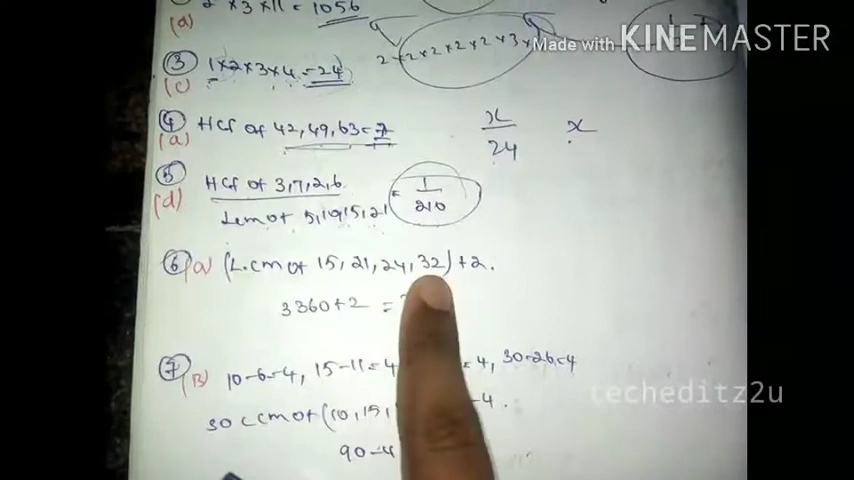 2 ×3 ×11 = 1056
(a)
2×2×2×2×2×3×
Made with KINEMASTER
③ 1×2×3×4 = 24
(c)
④ HCf of 42,49,63 = 7
(a)
x
24
x
⑤ HCf of 3,7,2,6 = 1
(d) Lcm of 5,10,15,21 210
⑥ (a) (L.cm of 15, 21, 24, 32) + 2.
3360+2 =
⑦ (B) 10-6=4, 15-11=4 = 4, 30-26=4
techeditz2u
30 < Lcm of (10, 15, -4.
90-4